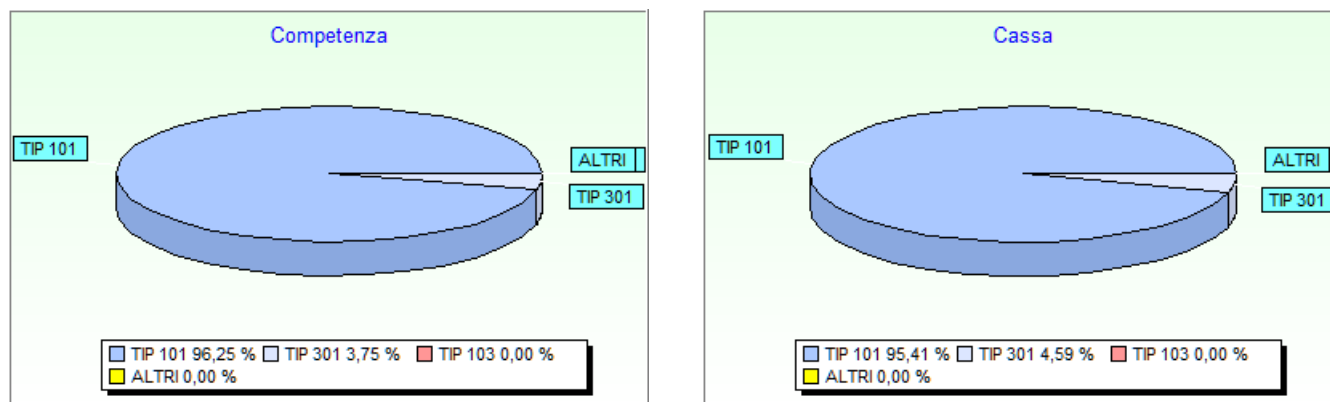 Competenza
TIP 101
ALTRI
TIP 301
TIP 101 96,25 % TIP 301 3,75 % TIP 103 0,00 %
ALTRI 0,00 %
Cassa
TIP 101
ALTRI
TIP 301
TIP 101 95,41 % TIP 301 4,59 % TIP 103 0,00 %
ALTRI 0,00 %